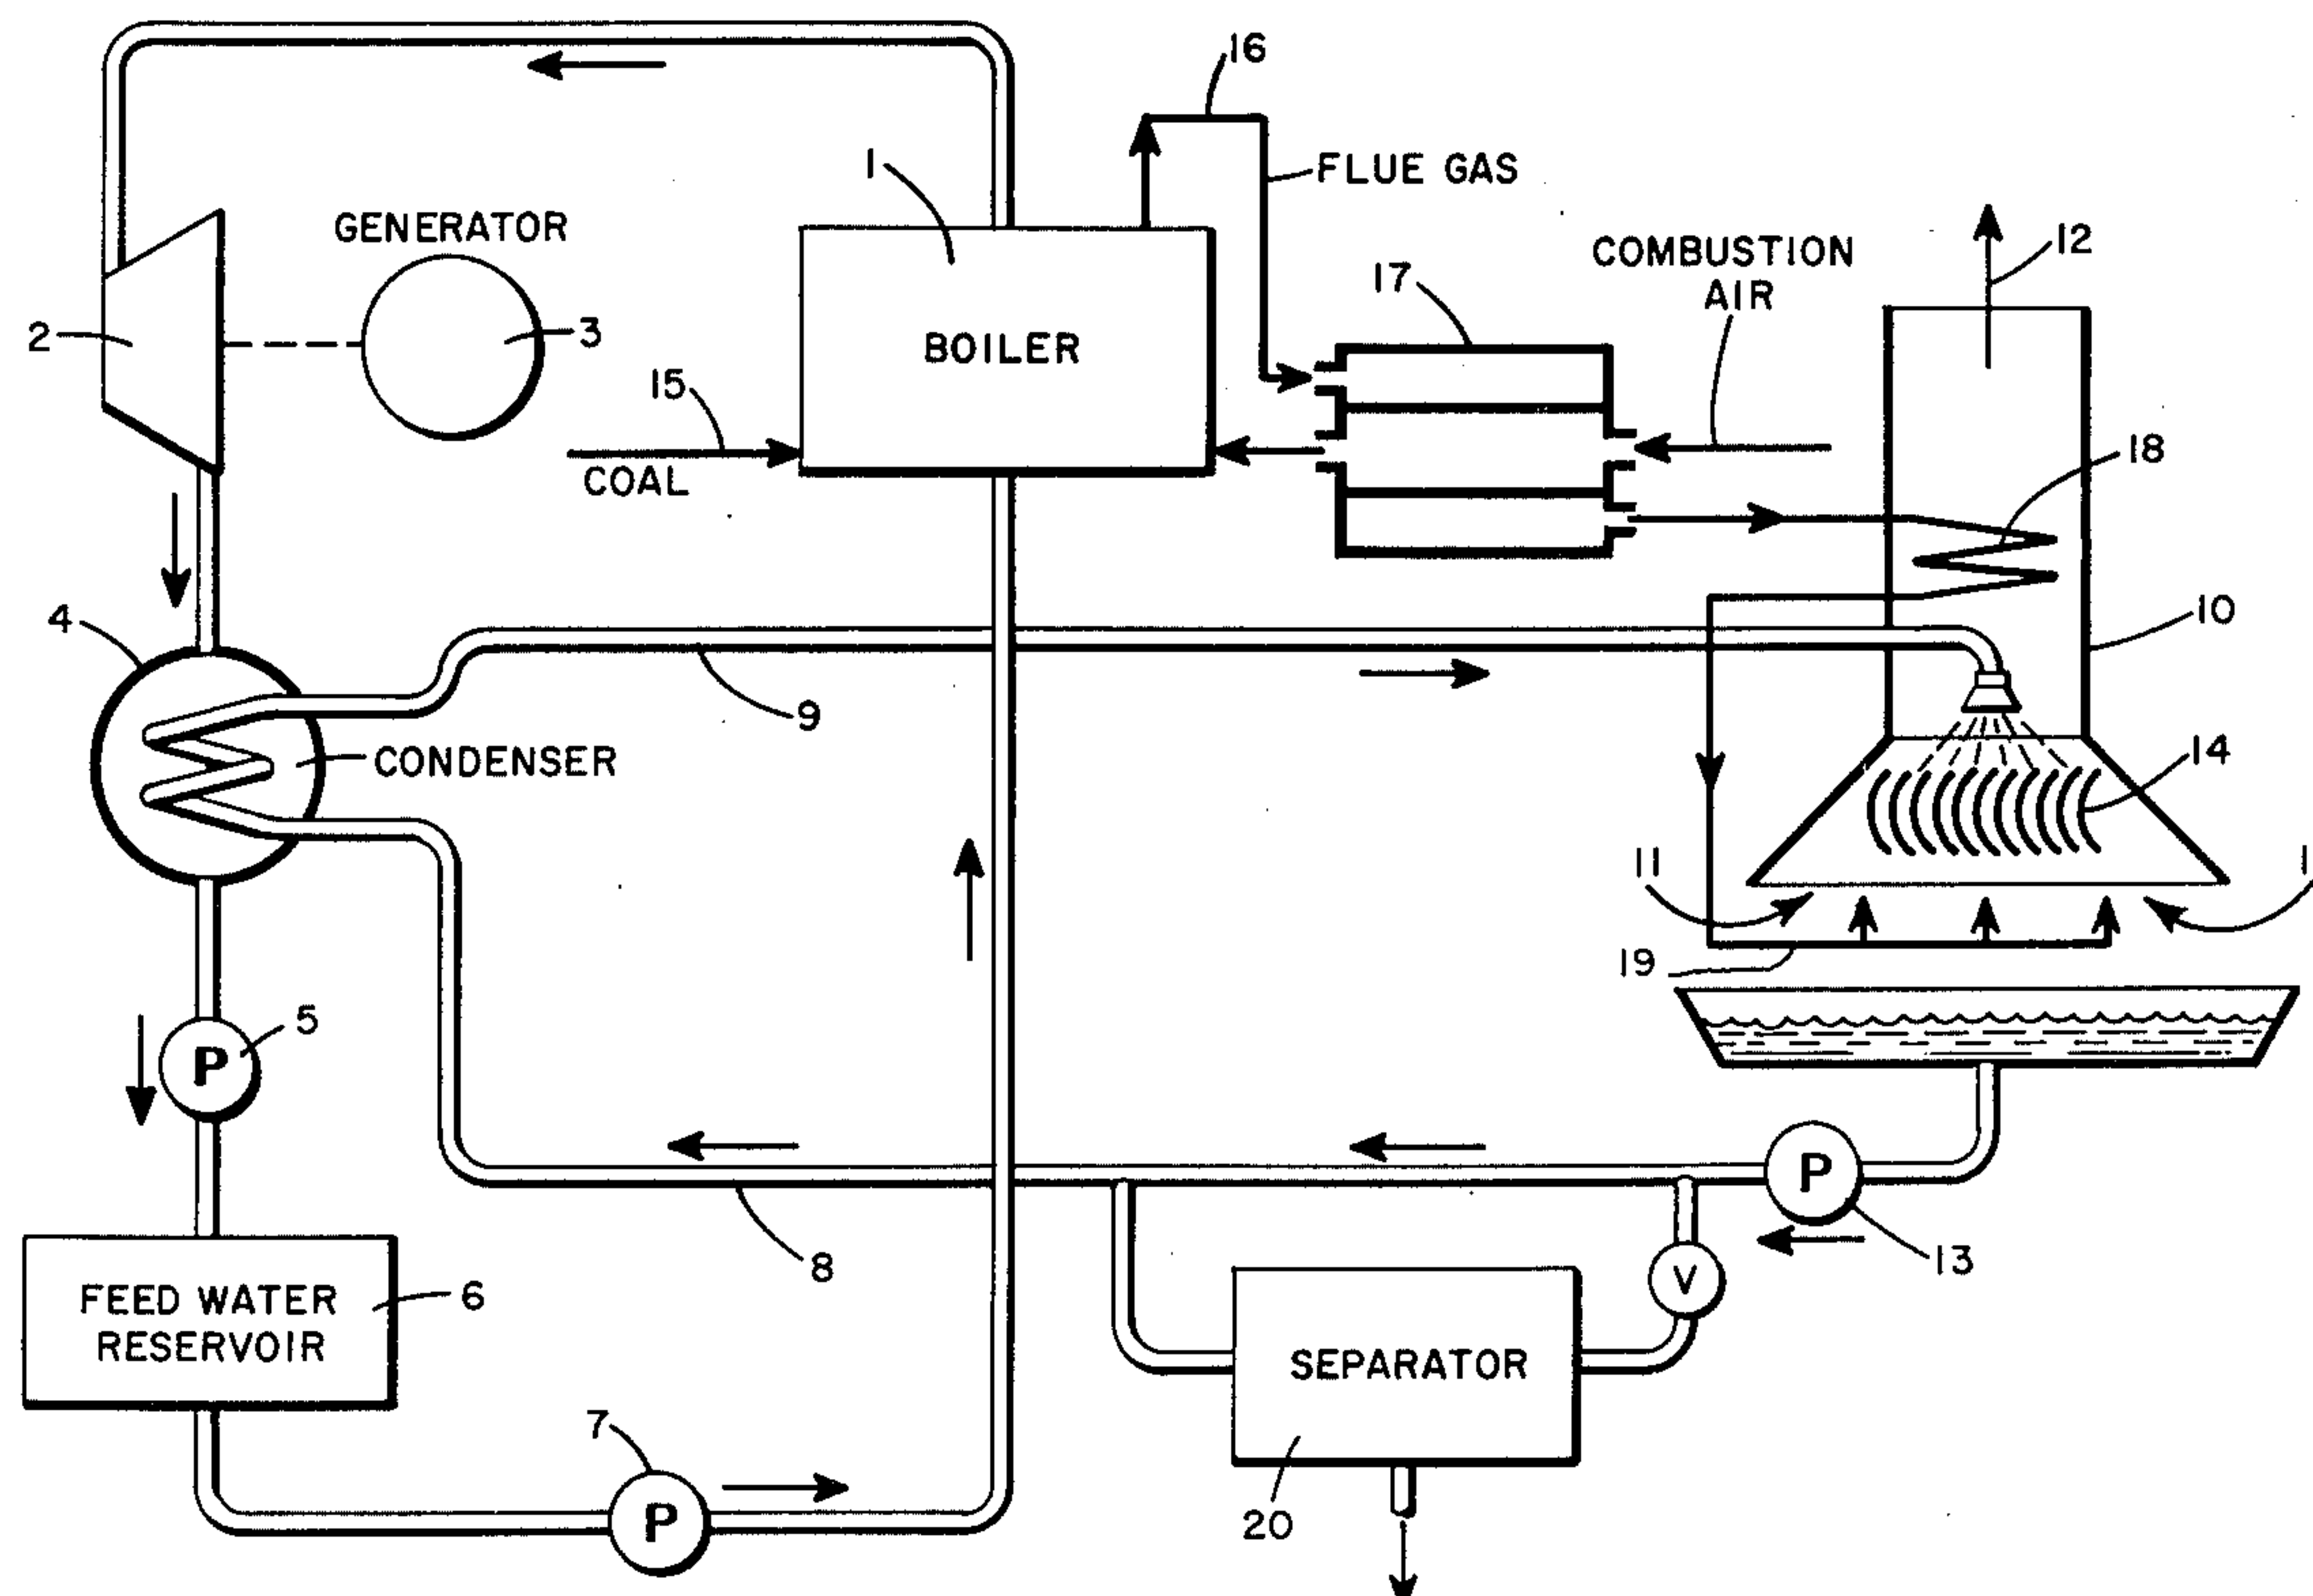 16
1
FLUE GAS
GENERATOR
12
COMBUSTION
AIR
17
2
3
BOILER
15
18
COAL
4
10
9
CONDENSER
14
11
1
19
5
P
P
8
13
V
FEED WATER
RESERVOIR
6
SEPARATOR
7
P
20